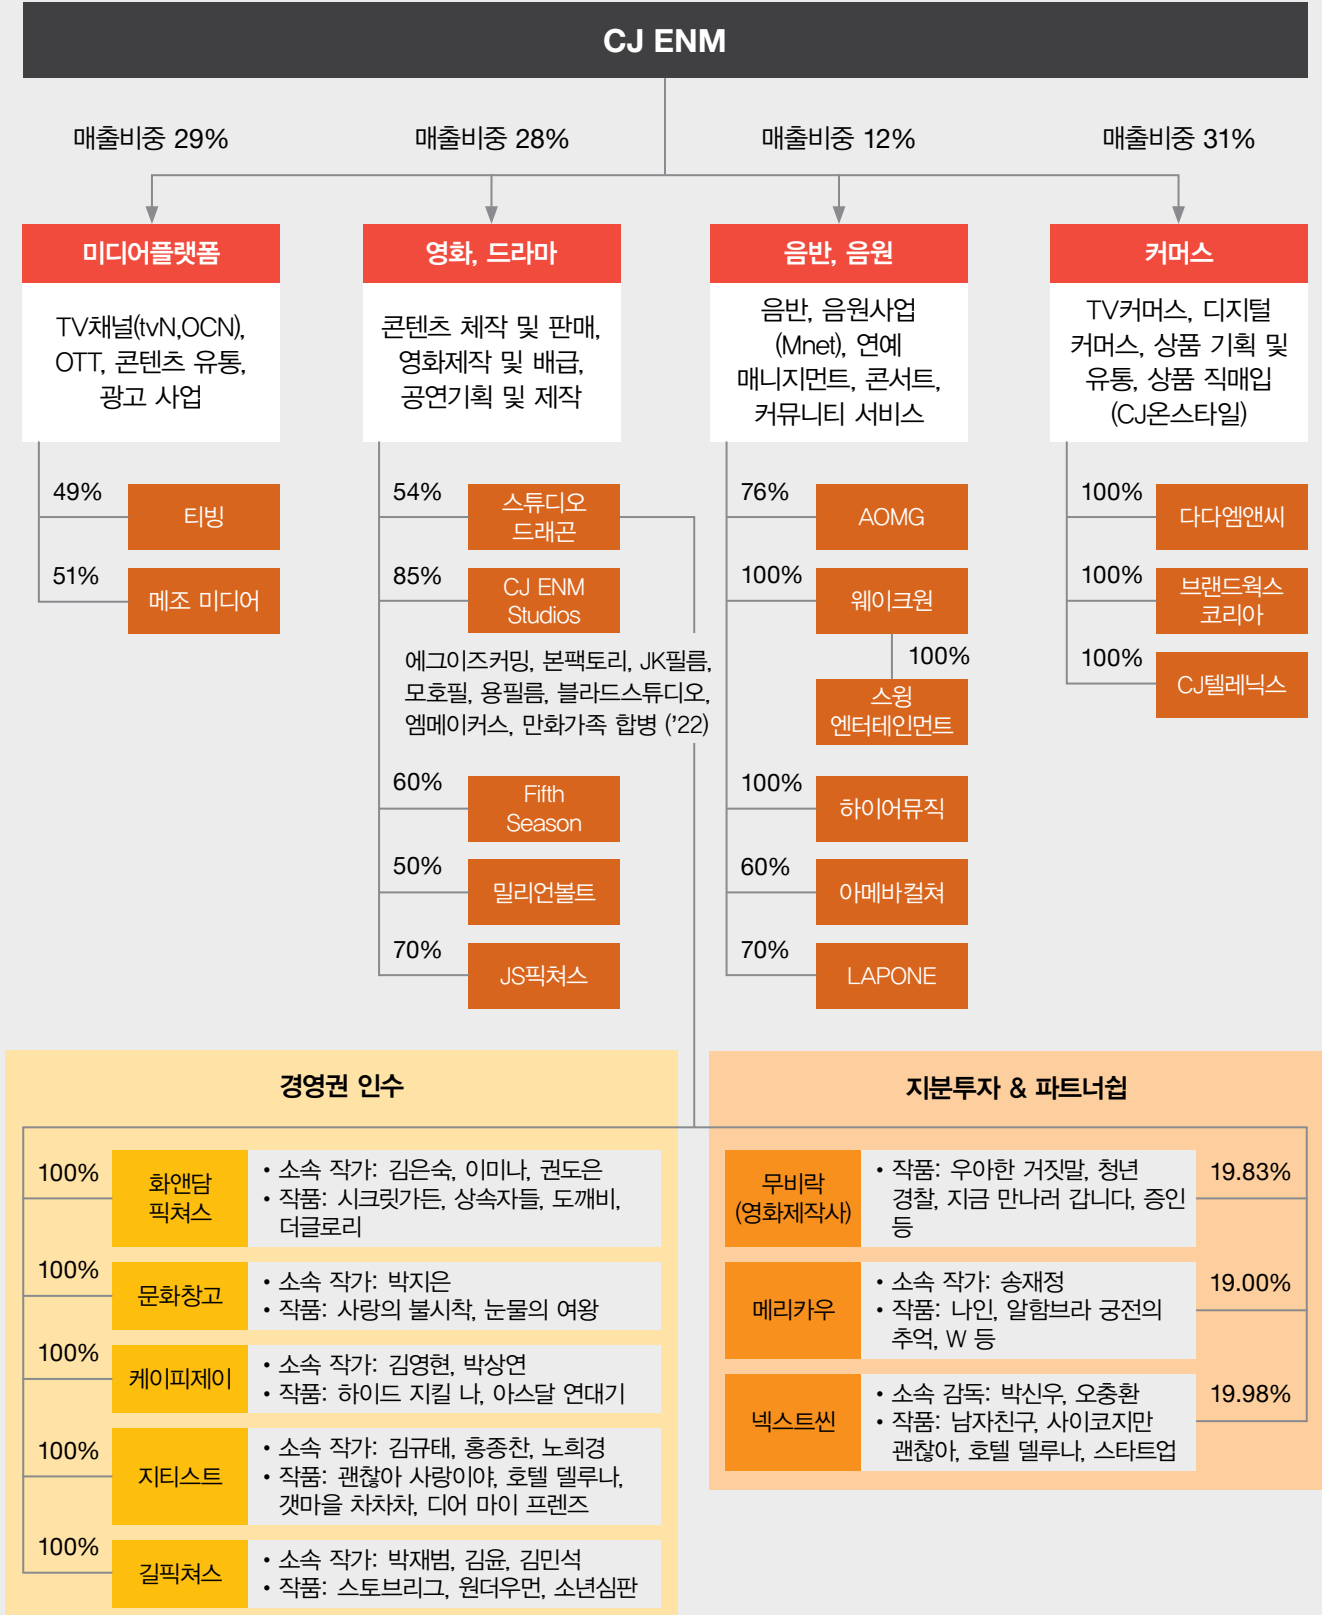 CJ ENM
매출비중 29%
매출비중 28%
매출비중 12%
매출비중 31%
미디어플랫폼
TV채널(tvN,OCN),
OTT, 콘텐츠 유통,
광고 사업
49%
티빙
51%
메조 미디어
영화, 드라마
콘텐츠 체작 및 판매,
영화제작 및 배급,
공연기획 및 제작
54%
스튜디오
드래곤
85%
CJ ENM
Studios
에그이즈커밍, 본팩토리, JK필름,
모호필, 용필름, 블라드스튜디오,
엠메이커스, 만화가족 합병 (’22)
60%
Fifth
Season
50%
밀리언볼트
70%
JS픽쳐스
음반, 음원
음반, 음원사업
(Mnet), 연예
매니지먼트, 콘서트,
커뮤니티 서비스
76%
AOMG
100%
웨이크원
100%
스윙
엔터테인먼트
100%
하이어뮤직
60%
아메바컬쳐
70%
LAPONE
커머스
TV커머스, 디지털
커머스, 상품 기획 및
유통, 상품 직매입
(CJ온스타일)
100%
다다엠앤씨
100%
브랜드웍스
코리아
100%
CJ텔레닉스
경영권 인수
100%
화앤담
픽쳐스
• 소속 작가: 김은숙, 이미나, 권도은
• 작품: 시크릿가든, 상속자들, 도깨비,
더글로리
100%
문화창고
• 소속 작가: 박지은
• 작품: 사랑의 불시착, 눈물의 여왕
100%
케이피제이
• 소속 작가: 김영현, 박상연
• 작품: 하이드 지킬 나, 아스달 연대기
100%
지티스트
• 소속 작가: 김규태, 홍종찬, 노희경
• 작품: 괜찮아 사랑이야, 호텔 델루나,
갯마을 차차차, 디어 마이 프렌즈
100%
길픽쳐스
• 소속 작가: 박재범, 김윤, 김민석
• 작품: 스토브리그, 원더우먼, 소년심판
지분투자 & 파트너쉽
무비락
(영화제작사)
• 작품: 우아한 거짓말, 청년
경찰, 지금 만나러 갑니다, 증인
등
19.83%
메리카우
• 소속 작가: 송재정
• 작품: 나인, 알함브라 궁전의
추억, W 등
19.00%
넥스트씬
• 소속 감독: 박신우, 오충환
• 작품: 남자친구, 사이코지만
괜찮아, 호텔 델루나, 스타트업
19.98%